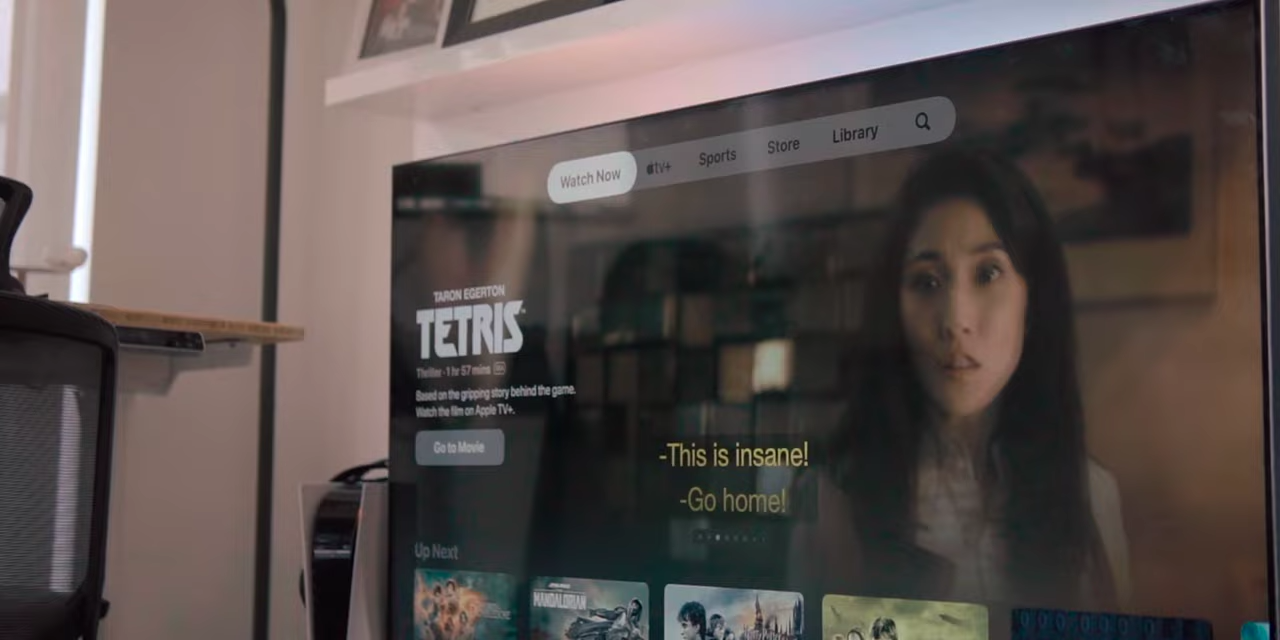 Watch Now tv+ Sports Store Library
TARON EGERTON
TETRIS
Thriller · 1 hr 57 mins
Based on the gripping story behind the game.
Watch the film on Apple TV+.
Go to Movie
-This is insane!
-Go home!
Up Next
MANDALORIAN